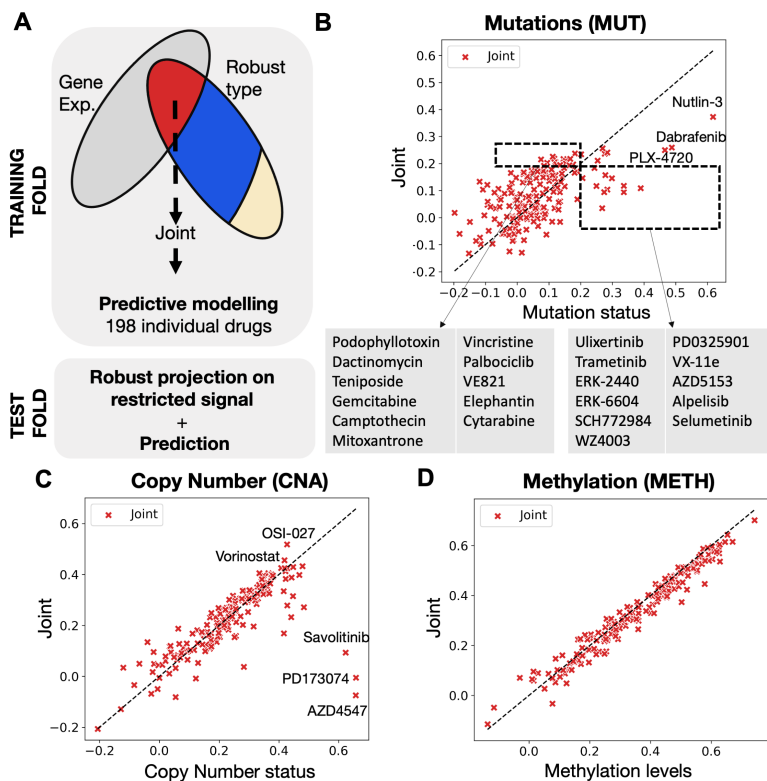 A
Gene
Exp.
Robust
type
Joint
Predictive modelling
198 individual drugs
TRAINING
FOLD
Robust projection on
restricted signal
+
Prediction
TEST
FOLD
B
Mutations (MUT)
Joint
Nutlin-3
Dabrafenib
PLX-4720
0.6
0.5
0.4
0.3
0.2
0.1
0.0
-0.1
-0.2
Joint
−0.2 −0.1 0.0 0.1 0.2 0.3 0.4 0.5 0.6
Mutation status
Podophyllotoxin Vincristine
Dactinomycin Palbociclib
Teniposide VE821
Gemcitabine Elephantin
Camptothecin Cytarabine
Mitoxantrone
Ulixertinib PD0325901
Trametinib VX-11e
ERK-2440 AZD5153
ERK-6604 Alpelisib
SCH772984 Selumetinib
WZ4003
C
Copy Number (CNA)
Joint
OSI-027
Vorinostat
Savolitinib
PD173074
AZD4547
0.6
0.4
0.2
0.0
−0.2
Joint
−0.2 0.0 0.2 0.4 0.6
Copy Number status
D
Methylation (METH)
Joint
0.6
0.4
0.2
0.0
Joint
0.0 0.2 0.4 0.6
Methylation levels